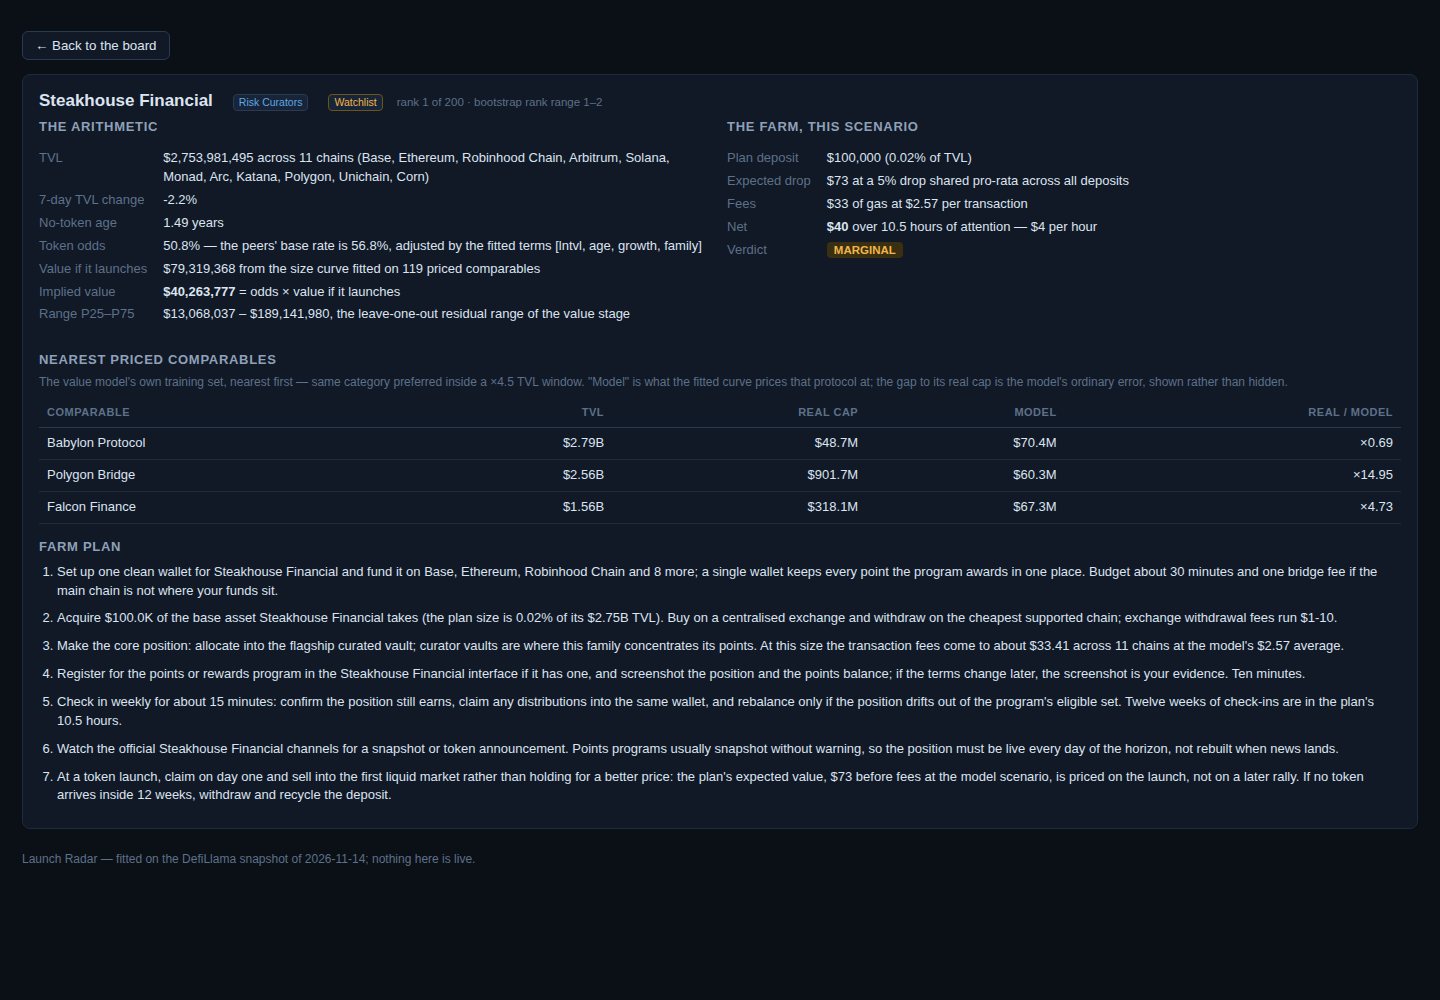 ← Back to the board
Steakhouse Financial Risk Curators Watchlist rank 1 of 200 · bootstrap rank range 1–2
THE ARITHMETIC
TVL $2,753,981,495 across 11 chains (Base, Ethereum, Robinhood Chain, Arbitrum, Solana,
Monad, Arc, Katana, Polygon, Unichain, Corn)
7-day TVL change -2.2%
No-token age 1.49 years
Token odds 50.8% — the peers' base rate is 56.8%, adjusted by the fitted terms [lntvl, age, growth, family]
Value if it launches $79,319,368 from the size curve fitted on 119 priced comparables
Implied value $40,263,777 = odds × value if it launches
Range P25–P75 $13,068,037 – $189,141,980, the leave-one-out residual range of the value stage
THE FARM, THIS SCENARIO
Plan deposit $100,000 (0.02% of TVL)
Expected drop $73 at a 5% drop shared pro-rata across all deposits
Fees $33 of gas at $2.57 per transaction
Net $40 over 10.5 hours of attention — $4 per hour
Verdict MARGINAL
NEAREST PRICED COMPARABLES
The value model's own training set, nearest first — same category preferred inside a ×4.5 TVL window. "Model" is what the fitted curve prices that protocol at; the gap to its real cap is the model's ordinary error, shown rather than hidden.
COMPARABLE TVL REAL CAP MODEL REAL / MODEL
Babylon Protocol $2.79B $48.7M $70.4M ×0.69
Polygon Bridge $2.56B $901.7M $60.3M ×14.95
Falcon Finance $1.56B $318.1M $67.3M ×4.73
FARM PLAN
1. Set up one clean wallet for Steakhouse Financial and fund it on Base, Ethereum, Robinhood Chain and 8 more; a single wallet keeps every point the program awards in one place. Budget about 30 minutes and one bridge fee if the
main chain is not where your funds sit.
2. Acquire $100.0K of the base asset Steakhouse Financial takes (the plan size is 0.02% of its $2.75B TVL). Buy on a centralised exchange and withdraw on the cheapest supported chain; exchange withdrawal fees run $1-10.
3. Make the core position: allocate into the flagship curated vault; curator vaults are where this family concentrates its points. At this size the transaction fees come to about $33.41 across 11 chains at the model's $2.57 average.
4. Register for the points or rewards program in the Steakhouse Financial interface if it has one, and screenshot the position and the points balance; if the terms change later, the screenshot is your evidence. Ten minutes.
5. Check in weekly for about 15 minutes: confirm the position still earns, claim any distributions into the same wallet, and rebalance only if the position drifts out of the program's eligible set. Twelve weeks of check-ins are in the plan's
10.5 hours.
6. Watch the official Steakhouse Financial channels for a snapshot or token announcement. Points programs usually snapshot without warning, so the position must be live every day of the horizon, not rebuilt when news lands.
7. At a token launch, claim on day one and sell into the first liquid market rather than holding for a better price: the plan's expected value, $73 before fees at the model scenario, is priced on the launch, not on a later rally. If no token
arrives inside 12 weeks, withdraw and recycle the deposit.
Launch Radar — fitted on the DefiLlama snapshot of 2026-11-14; nothing here is live.